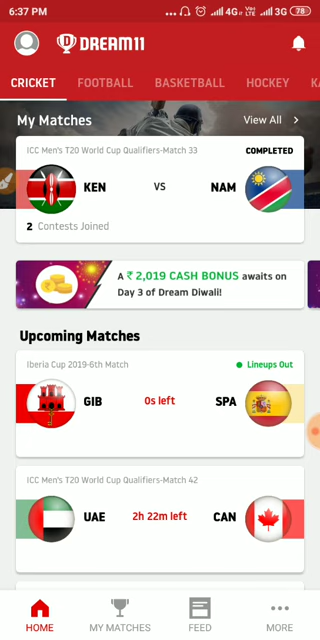 6:37 PM
... 4G Vo LTE 3G 78
DREAM11
CRICKET FOOTBALL BASKETBALL HOCKEY KA
My Matches View All >
ICC Men's T20 World Cup Qualifiers-Match 33 COMPLETED
KEN VS NAM
2 Contests Joined
A ₹ 2,019 CASH BONUS awaits on
Day 3 of Dream Diwali!
Upcoming Matches
Iberia Cup 2019-6th Match Lineups Out
GIB 0s left SPA
ICC Men's T20 World Cup Qualifiers-Match 42
UAE 2h 22m left CAN
HOME MY MATCHES FEED MORE